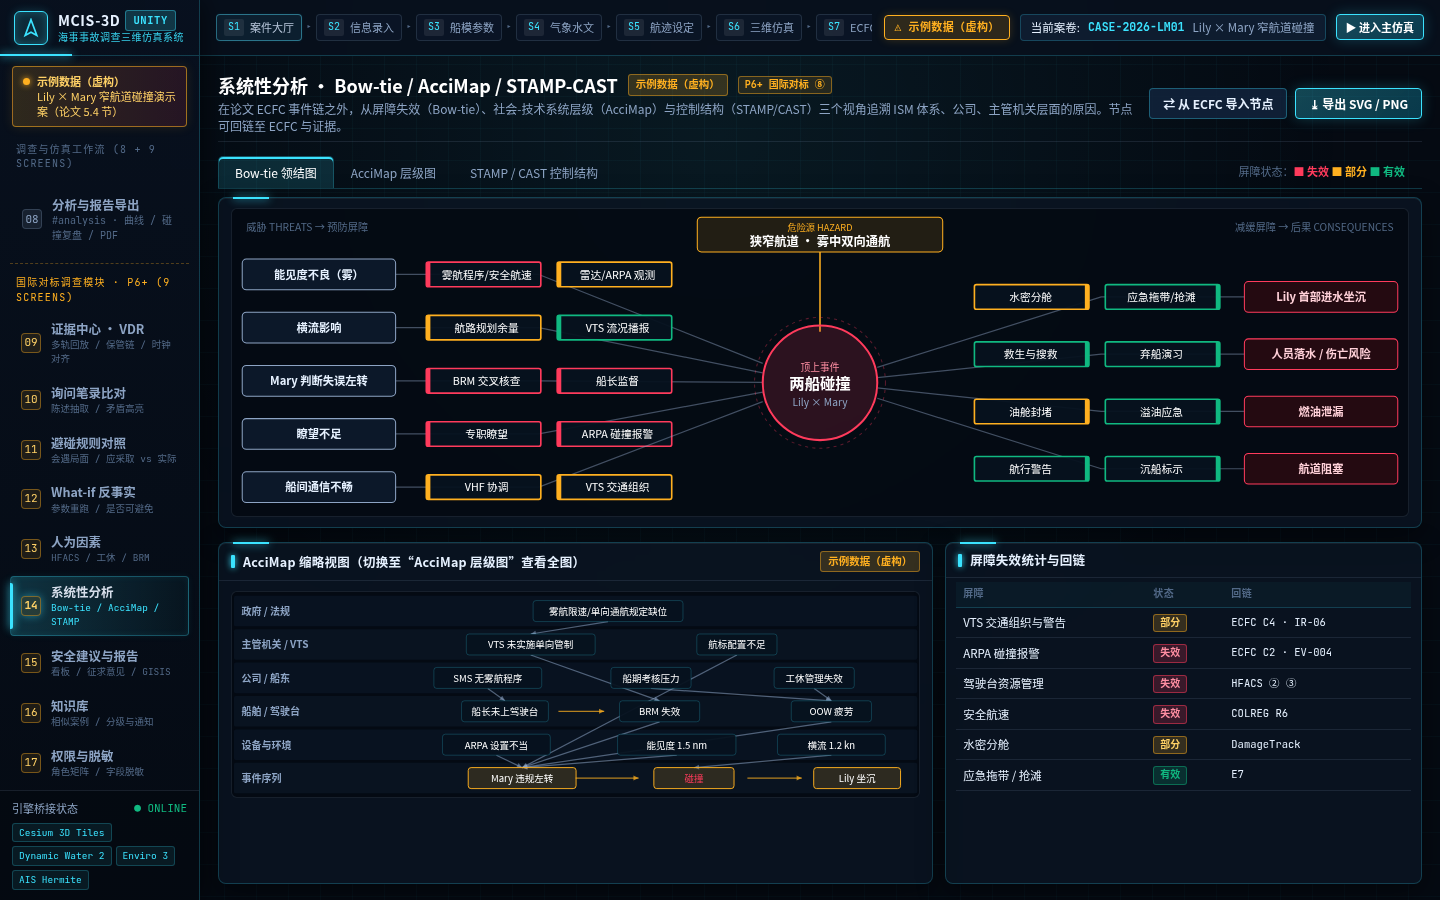 MCIS-3D UNITY
海事事故调查三维仿真系统
S1 案件大厅
S2 信息录入
S3 船模参数
S4 气象水文
S5 航迹设定
S6 三维仿真
S7 ECFC
⚠ 示例数据（虚构）
当前案卷: CASE-2026-LM01 Lily × Mary 窄航道碰撞
▶ 进入主仿真
示例数据（虚构）
Lily × Mary 窄航道碰撞演示
案（论文 5.4 节）
调查与仿真工作流 (8 + 9
SCREENS)
08 分析与报告导出
#analysis · 曲线 / 碰
撞复盘 / PDF
国际对标调查模块 · P6+ (9
SCREENS)
09 证据中心 · VDR
多轨回放 / 保管链 / 时钟
对齐
10 询问笔录比对
陈述抽取 / 矛盾高亮
11 避碰规则对照
会遇局面 / 应采取 vs 实际
12 What-if 反事实
参数重跑 / 是否可避免
13 人为因素
HFACS / 工休 / BRM
14 系统性分析
Bow-tie / AcciMap /
STAMP
15 安全建议与报告
看板 / 征求意见 / GISIS
16 知识库
相似案例 / 分级与通知
17 权限与脱敏
角色矩阵 / 字段脱敏
引擎桥接状态 ● ONLINE
Cesium 3D Tiles
Dynamic Water 2 Enviro 3
AIS Hermite
系统性分析 · Bow-tie / AcciMap / STAMP-CAST 示例数据（虚构） P6+ 国际对标 ⑧
在论文 ECFC 事件链之外，从屏障失效（Bow-tie）、社会-技术系统层级（AcciMap）与控制结构（STAMP/CAST）三个视角追溯 ISM 体系、公司、主管机关层面的原因。节点
可回链至 ECFC 与证据。
⇄ 从 ECFC 导入节点
⤓ 导出 SVG / PNG
Bow-tie 领结图 AcciMap 层级图 STAMP / CAST 控制结构
屏障状态: ■ 失效 ■ 部分 ■ 有效
威胁 THREATS → 预防屏障
危险源 HAZARD
狭窄航道 · 雾中双向通航
减缓屏障 → 后果 CONSEQUENCES
能见度不良（雾） 雾航程序/安全航速 雷达/ARPA 观测
横流影响 航路规划余量 VTS 流况播报
Mary 判断失误左转 BRM 交叉核查 船长监督
瞭望不足 专职瞭望 ARPA 碰撞报警
船间通信不畅 VHF 协调 VTS 交通组织
顶上事件
两船碰撞
Lily × Mary
水密分舱 应急拖带/抢滩 Lily 首部进水坐沉
救生与搜救 弃船演习 人员落水 / 伤亡风险
油舱封堵 溢油应急 燃油泄漏
航行警告 沉船标示 航道阻塞
AcciMap 缩略视图（切换至“AcciMap 层级图”查看全图） 示例数据（虚构）
政府 / 法规 雾航限速/单向通航规定缺位
主管机关 / VTS VTS 未实施单向管制 航标配置不足
公司 / 船东 SMS 无雾航程序 船期考核压力 工休管理失效
船舶 / 驾驶台 船长未上驾驶台 BRM 失效 OOW 疲劳
设备与环境 ARPA 设置不当 能见度 1.5 nm 横流 1.2 kn
事件序列 Mary 违规左转 碰撞 Lily 坐沉
屏障失效统计与回链
屏障 状态 回链
VTS 交通组织与警告 部分 ECFC C4 · IR-06
ARPA 碰撞报警 失效 ECFC C2 · EV-004
驾驶台资源管理 失效 HFACS ② ③
安全航速 失效 COLREG R6
水密分舱 部分 DamageTrack
应急拖带 / 抢滩 有效 E7